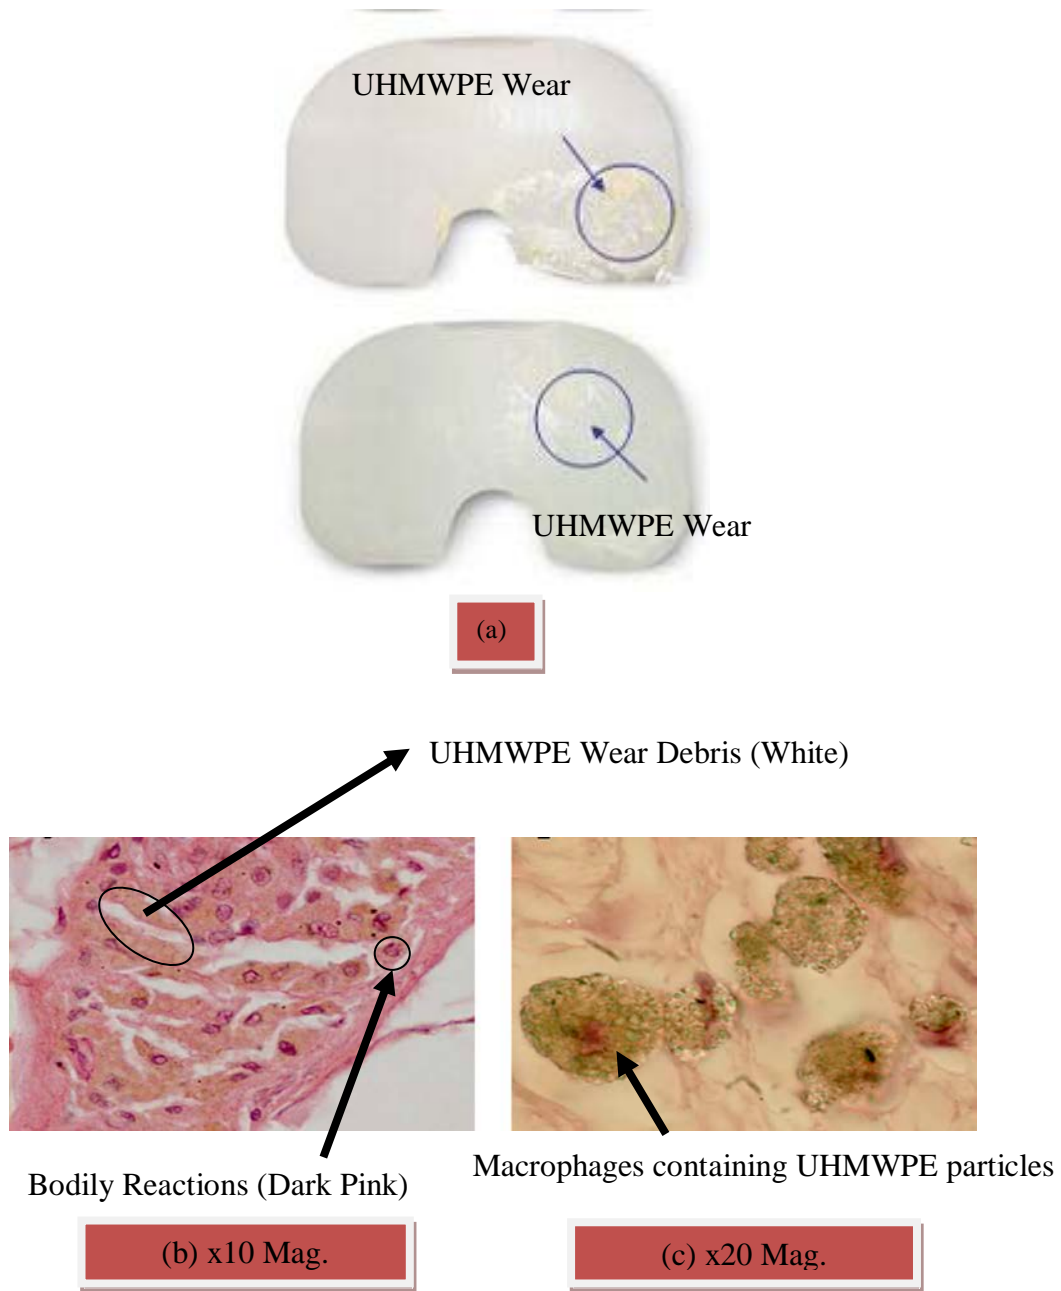 UHMWPE Wear
UHMWPE Wear
(a)
UHMWPE Wear Debris (White)
Bodily Reactions (Dark Pink)
Macrophages containing UHMWPE particles
(b) x10 Mag.
(c) x20 Mag.